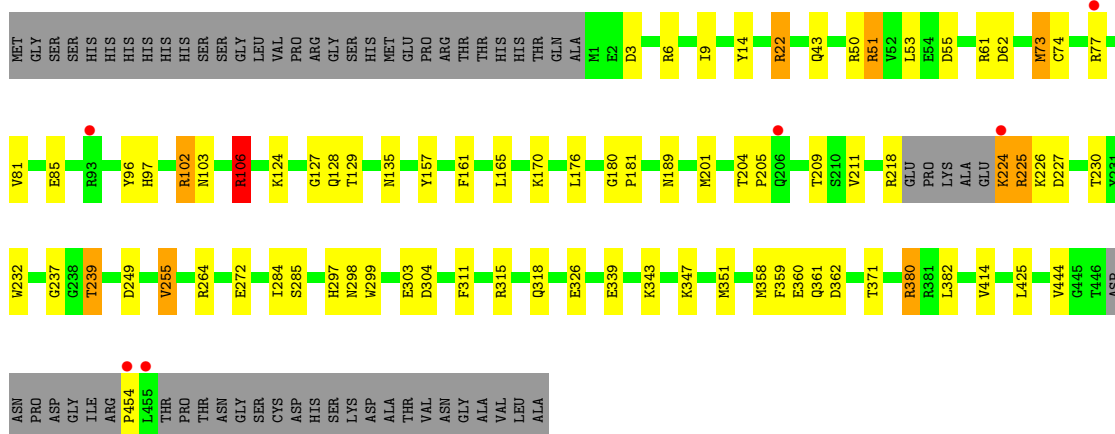 MET GLY SER SER HIS HIS HIS HIS HIS HIS SER SER GLY LEU VAL PRO ARG GLY SER HIS MET GLU PRO ARG THR THR HIS HIS THR GLN ALA M1 E2 D3 R6 I9 Y14 R22 Q43 R50 R51 V52 L53 E54 D55 R61 D62 M73 C74 R77
V81 E85 R93 Y96 H97 R102 N103 R106 K124 G127 Q128 T129 N135 Y157 F161 L165 K170 L176 G180 P181 N189 M201 T204 P205 Q206 T209 S210 V211 R218 GLU PRO LYS ALA GLU K224 R225 K226 D227 T230 Y231
W232 G237 G238 T239 D249 V255 R264 E272 I284 S285 H297 N298 W299 E303 D304 F311 R315 Q318 E326 E339 K343 K347 M351 M358 F359 E360 Q361 D362 T371 R380 R381 L382 V414 L425 V444 G445 T446 ASP
ASN PRO ASP GLY ILE ARG P454 L455 THR PRO THR ASN GLY SER CYS ASP HIS SER LYS ASP ALA THR VAL ASN GLY ALA VAL LEU ALA